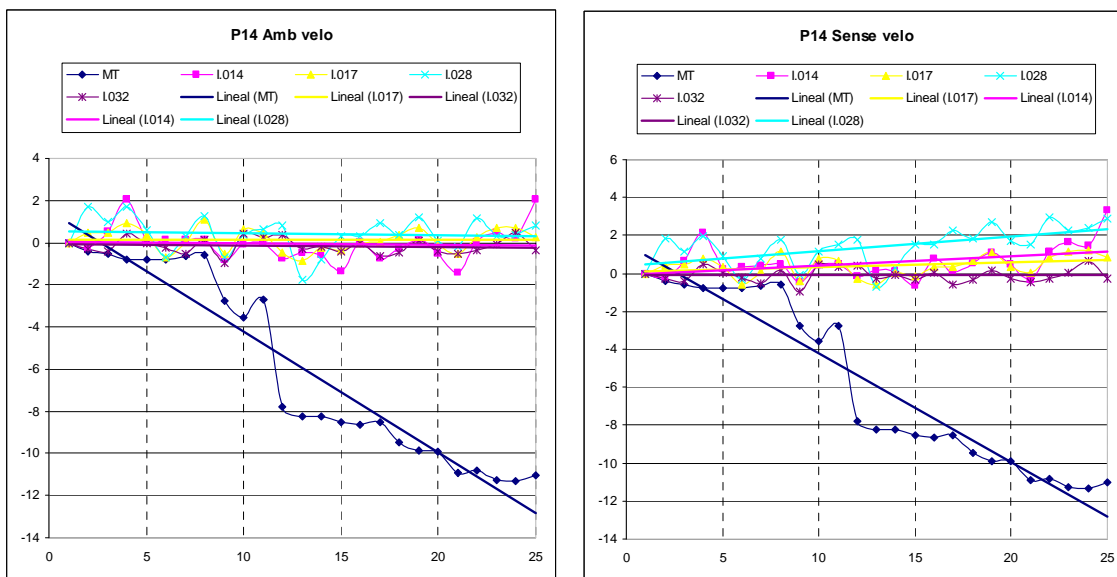 P14 Amb velo
MT I.014 I.017 I.028
I.032 Lineal (MT) Lineal (I.017) Lineal (I.032)
Lineal (I.014) Lineal (I.028)
4
2
0
-2
-4
-6
-8
-10
-12
-14
0 5 10 15 20 25
P14 Sense velo
MT I.014 I.017 I.028
I.032 Lineal (MT) Lineal (I.017) Lineal (I.014)
Lineal (I.032) Lineal (I.028)
6
4
2
0
-2
-4
-6
-8
-10
-12
-14
0 5 10 15 20 25